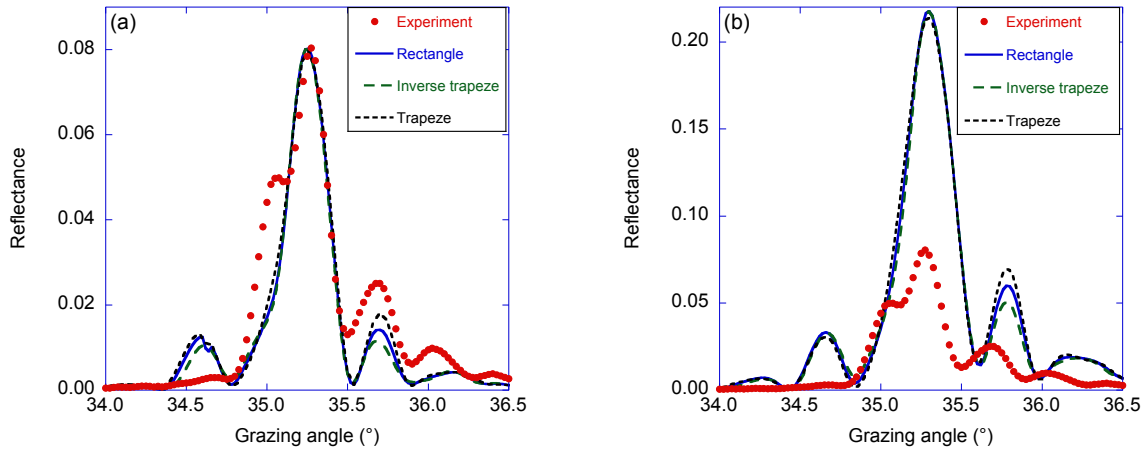 (a)
Experiment
Rectangle
Inverse trapeze
Trapeze
Reflectance
0.08
0.06
0.04
0.02
0.00
34.0 34.5 35.0 35.5 36.0 36.5
Grazing angle (°)
(b)
Experiment
Rectangle
Inverse trapeze
Trapeze
Reflectance
0.20
0.15
0.10
0.05
0.00
34.0 34.5 35.0 35.5 36.0 36.5
Grazing angle (°)